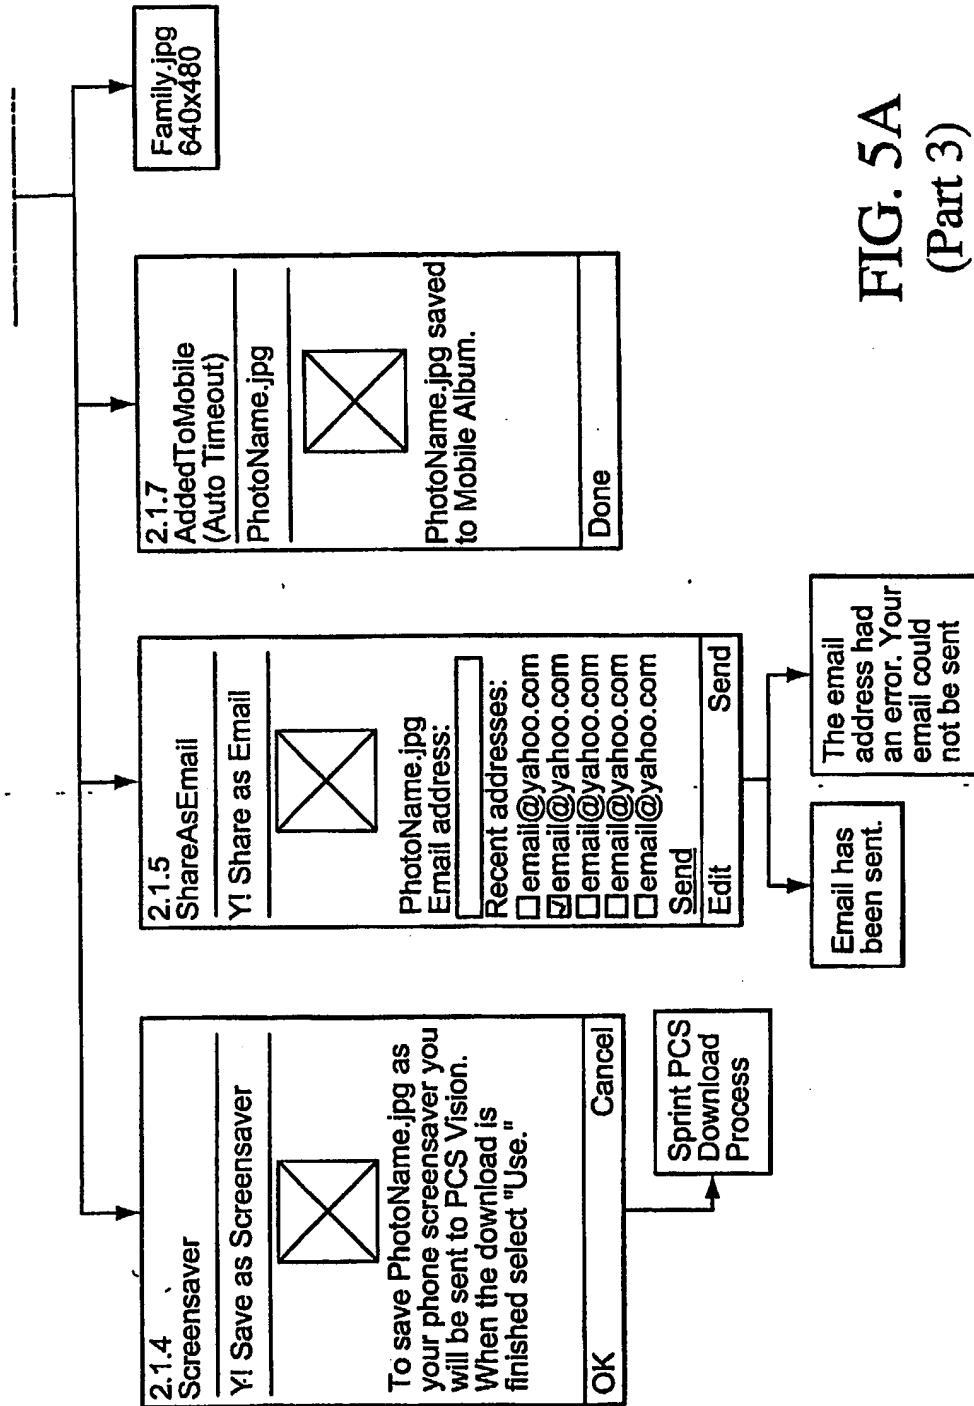 2.1.4
Screensaver
Y! Save as Screensaver
To save PhotoName.jpg as
your phone screensaver you
will be sent to PCS Vision.
When the download is
finished select "Use."
OK Cancel
Sprint PCS
Download
Process
2.1.5
ShareAsEmail
Y! Share as Email
PhotoName.jpg
Email address:
Recent addresses:
email@yahoo.com
email@yahoo.com
email@yahoo.com
email@yahoo.com
email@yahoo.com
Send
Edit Send
Email has
been sent.
The email
address had
an error. Your
email could
not be sent
2.1.7
AddedToMobile
(Auto Timeout)
PhotoName.jpg
PhotoName.jpg saved
to Mobile Album.
Done
Family.jpg
640x480
FIG. 5A
(Part 3)